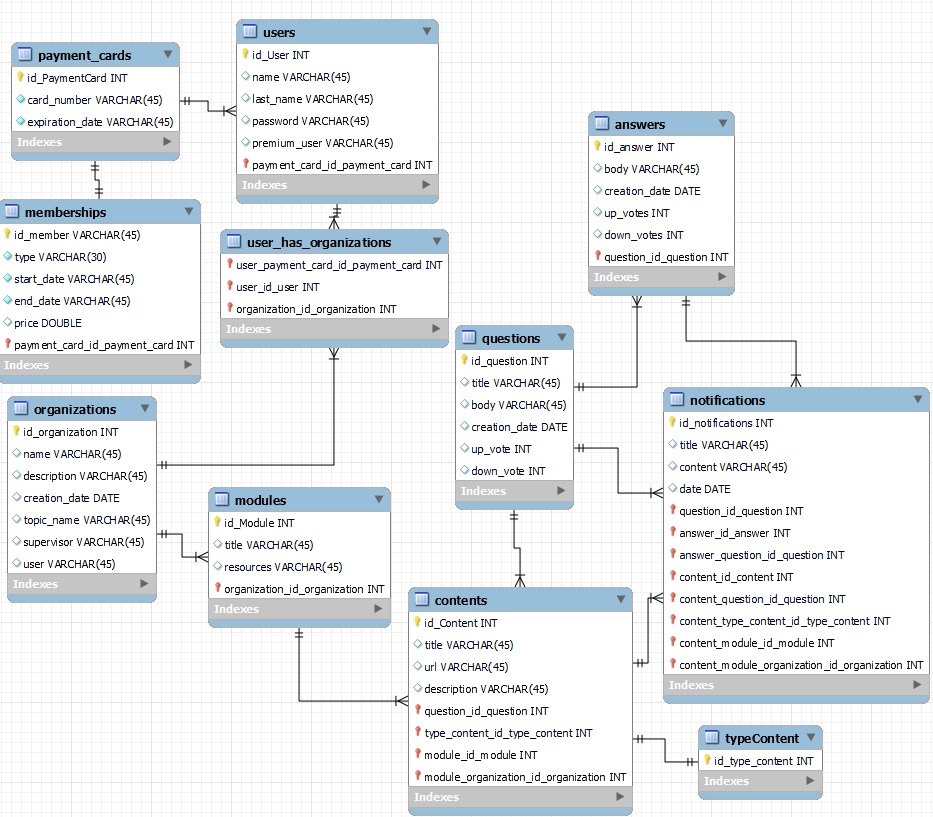 payment_cards
id_PaymentCard INT
card_number VARCHAR(45)
expiration_date VARCHAR(45)
Indexes
users
id_User INT
name VARCHAR(45)
last_name VARCHAR(45)
password VARCHAR(45)
premium_user VARCHAR(45)
payment_card_id_payment_card INT
Indexes
memberships
id_member VARCHAR(45)
type VARCHAR(30)
start_date VARCHAR(45)
end_date VARCHAR(45)
price DOUBLE
payment_card_id_payment_card INT
Indexes
user_has_organizations
user_payment_card_id_payment_card INT
user_id_user INT
organization_id_organization INT
Indexes
answers
id_answer INT
body VARCHAR(45)
creation_date DATE
up_votes INT
down_votes INT
question_id_question INT
Indexes
questions
id_question INT
title VARCHAR(45)
body VARCHAR(45)
creation_date DATE
up_vote INT
down_vote INT
Indexes
organizations
id_organization INT
name VARCHAR(45)
description VARCHAR(45)
creation_date DATE
topic_name VARCHAR(45)
supervisor VARCHAR(45)
user VARCHAR(45)
Indexes
modules
id_Module INT
title VARCHAR(45)
resources VARCHAR(45)
organization_id_organization INT
Indexes
notifications
id_notifications INT
title VARCHAR(45)
content VARCHAR(45)
date DATE
question_id_question INT
answer_id_answer INT
answer_question_id_question INT
content_id_content INT
content_question_id_question INT
content_type_content_id_type_content INT
content_module_id_module INT
content_module_organization_id_organization INT
Indexes
contents
id_Content INT
title VARCHAR(45)
url VARCHAR(45)
description VARCHAR(45)
question_id_question INT
type_content_id_type_content INT
module_id_module INT
module_organization_id_organization INT
Indexes
typeContent
id_type_content INT
Indexes